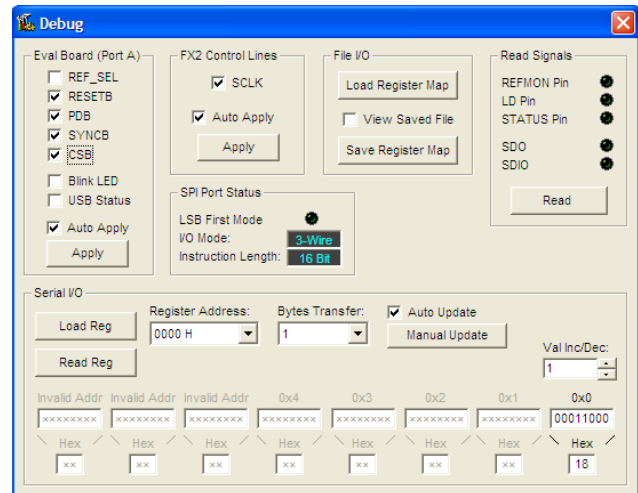 Debug
Eval Board (Port A)
REF_SEL
RESETB
PDB
SYNCB
CSB
Blink LED
USB Status
Auto Apply
Apply
FX2 Control Lines
SCLK
Auto Apply
Apply
File I/O
Load Register Map
View Saved File
Save Register Map
Read Signals
REFMON Pin
LD Pin
STATUS Pin
SDO
SDIO
Read
SPI Port Status
LSB First Mode
I/O Mode: 3-Wire
Instruction Length: 16 Bit
Serial I/O
Load Reg
Read Reg
Register Address:
0000 H
Bytes Transfer:
1
Auto Update
Manual Update
Val Inc/Dec:
1
Invalid Addr Invalid Addr Invalid Addr 0x4 0x3 0x2 0x1 0x0
xxxxxxxx xxxxxxxx xxxxxxxx xxxxxxxx xxxxxxxx xxxxxxxx xxxxxxxx 00011000
Hex Hex Hex Hex Hex Hex Hex Hex
xx xx xx xx xx xx xx 18